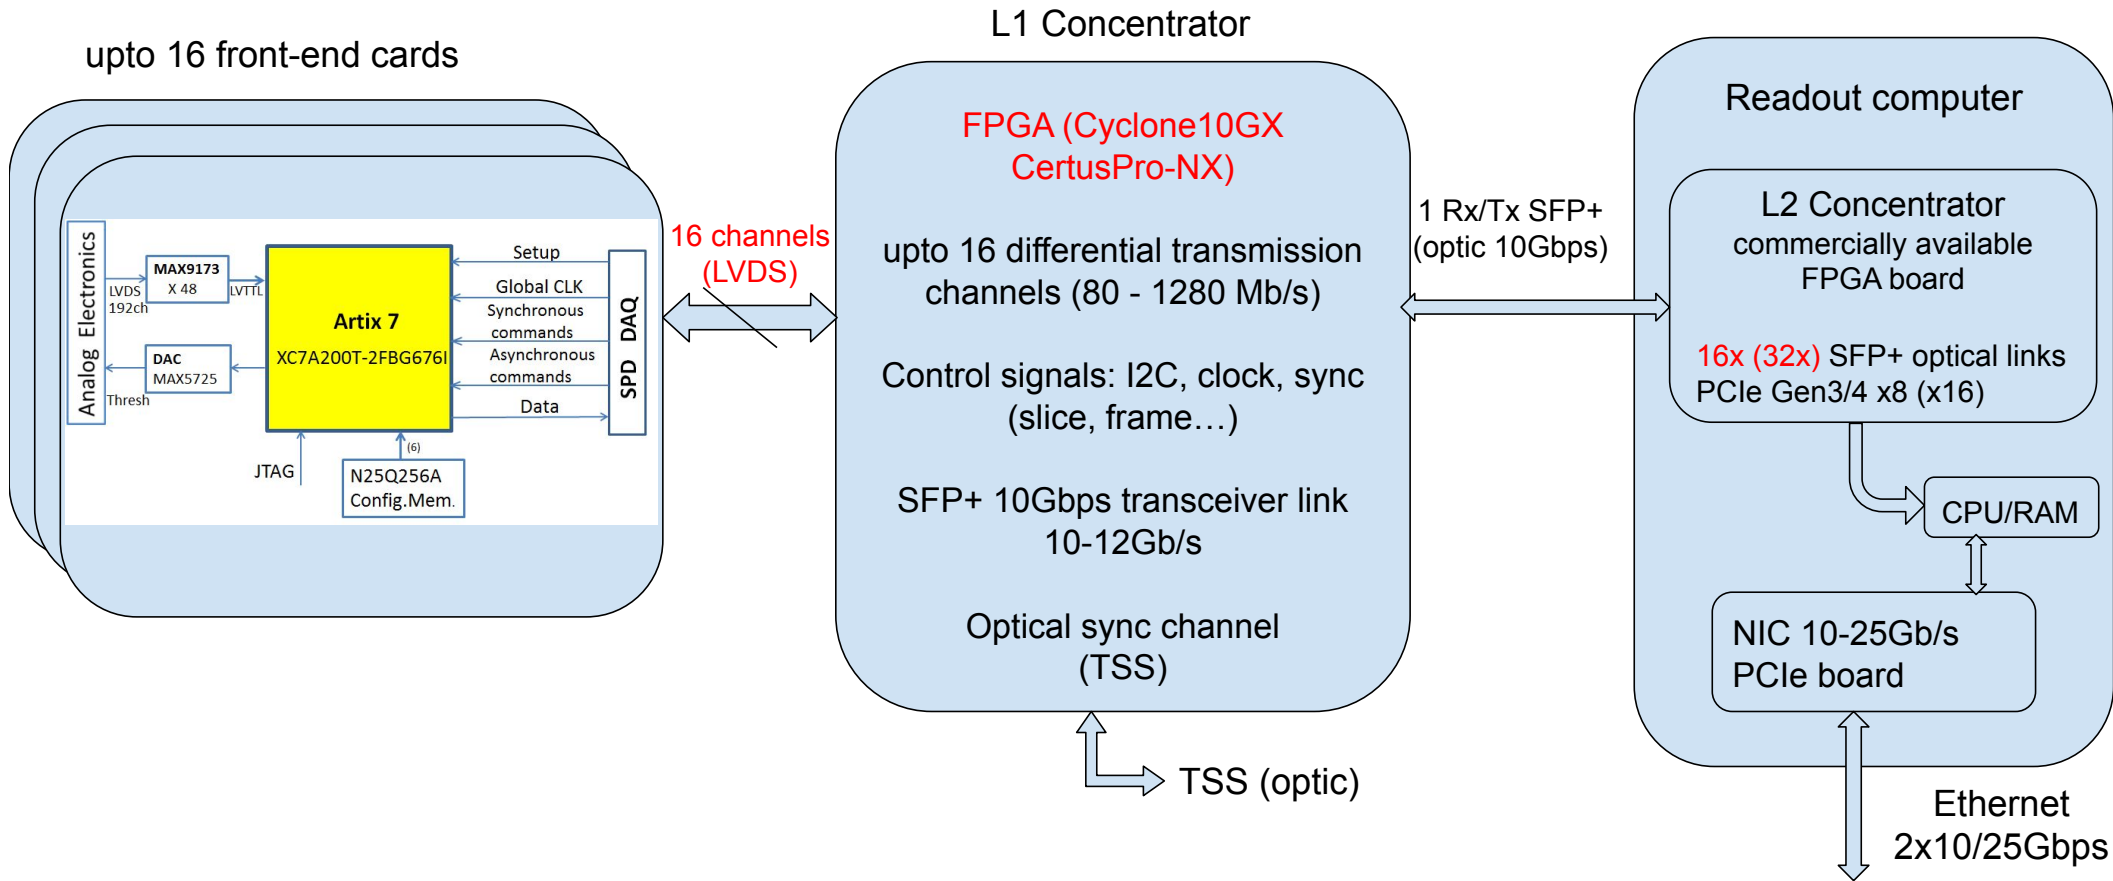 upto 16 front-end cards
Analog Electronics
LVDS
192ch
MAX9173
X 48
LVTTL
DAC
MAX5725
Thresh
Artix 7
XC7A200T-2FBG676I
JTAG
(6)
N25Q256A
Config.Mem.
Setup
Global CLK
Synchronous
commands
Asynchronous
commands
Data
SPD DAQ
16 channels
(LVDS)
L1 Concentrator
FPGA (Cyclone10GX
CertusPro-NX)
upto 16 differential transmission
channels (80 - 1280 Mb/s)
Control signals: I2C, clock, sync
(slice, frame…)
SFP+ 10Gbps transceiver link
10-12Gb/s
Optical sync channel
(TSS)
TSS (optic)
1 Rx/Tx SFP+
(optic 10Gbps)
Readout computer
L2 Concentrator
commercially available
FPGA board
16x (32x) SFP+ optical links
PCIe Gen3/4 x8 (x16)
CPU/RAM
NIC 10-25Gb/s
PCIe board
Ethernet
2x10/25Gbps